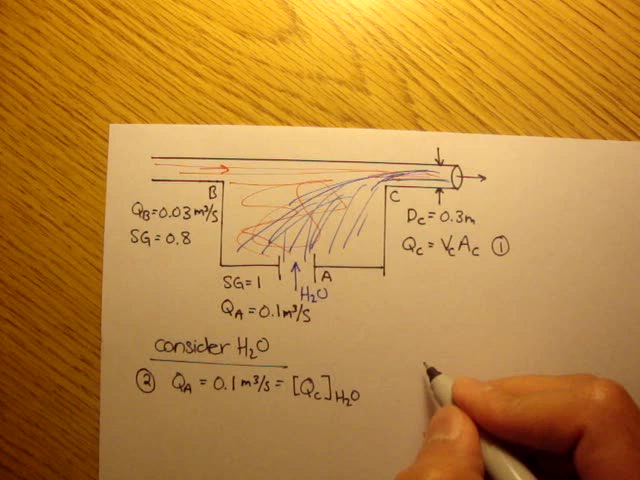 B
C
A
Q_B = 0.03 m³/s
SG = 0.8
D_C = 0.3m
Q_C = V_C A_C ①
SG = 1
H₂O
Q_A = 0.1 m³/s
consider H₂O
② Q_A = 0.1 m³/s = [Q_C]_H₂O